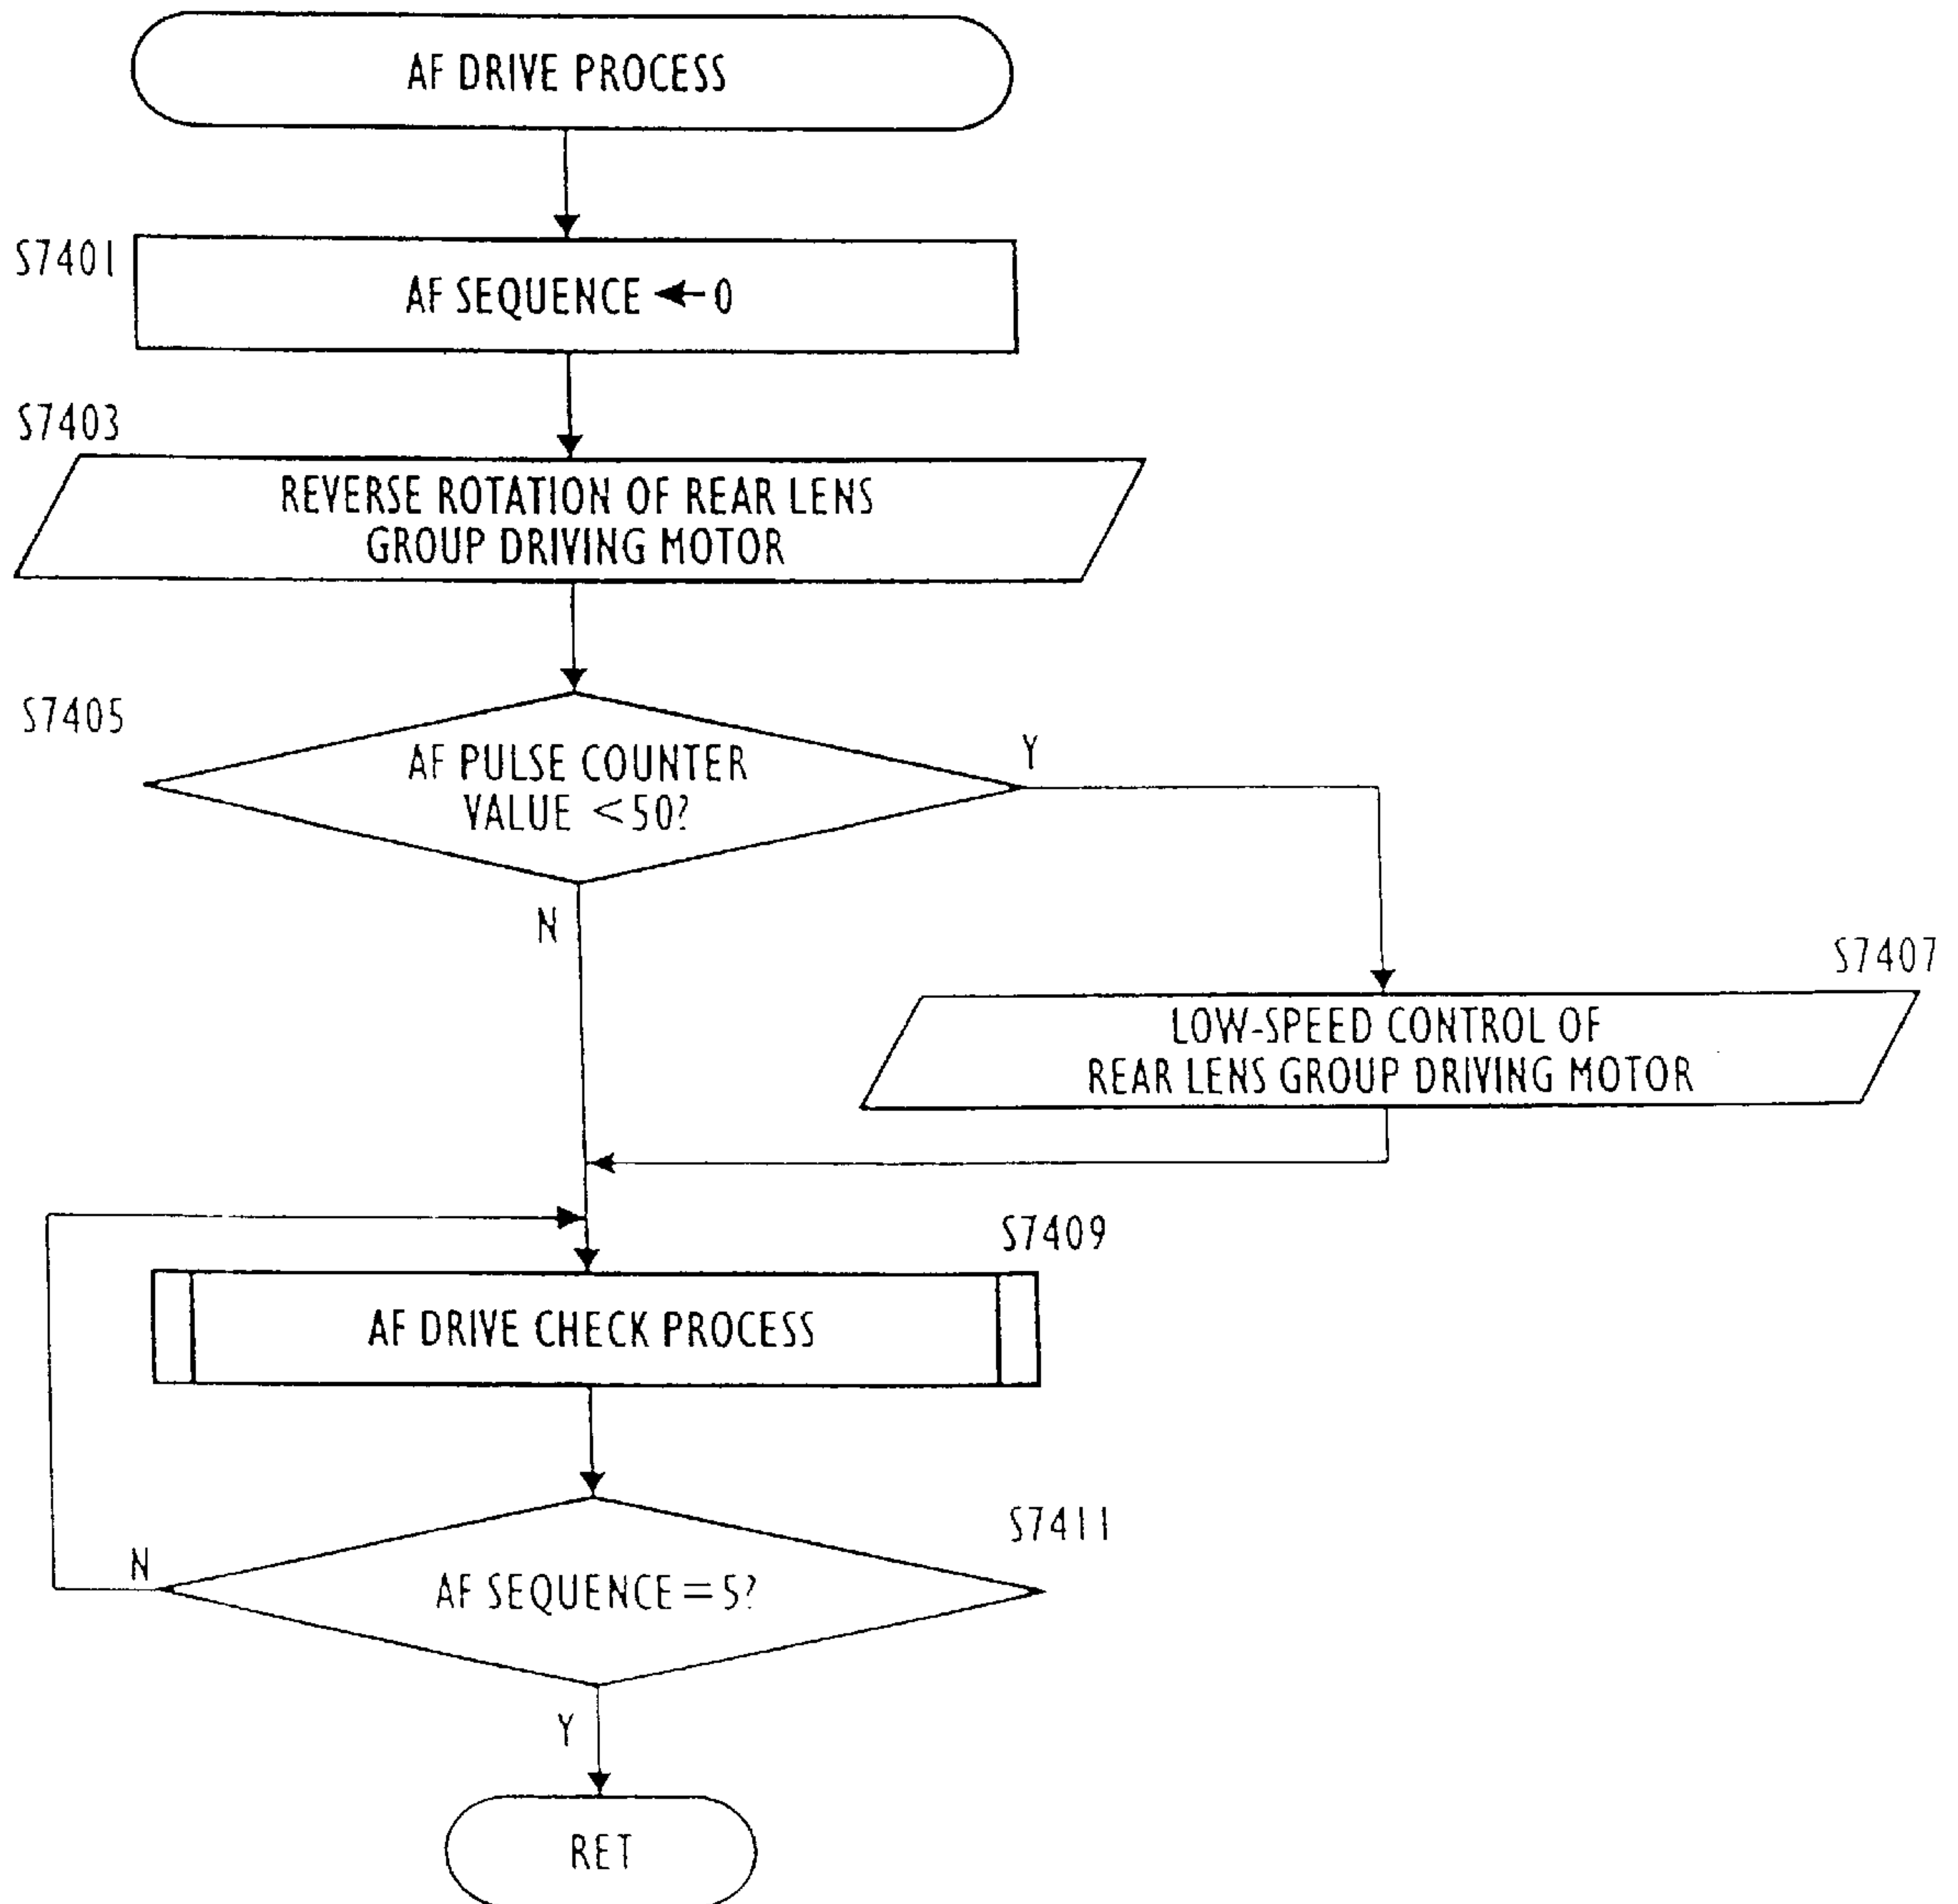 AF DRIVE PROCESS
S7401
AF SEQUENCE ← 0
S7403
REVERSE ROTATION OF REAR LENS
GROUP DRIVING MOTOR
S7405
AF PULSE COUNTER
VALUE <50?
Y
N
S7407
LOW-SPEED CONTROL OF
REAR LENS GROUP DRIVING MOTOR
S7409
AF DRIVE CHECK PROCESS
S7411
AF SEQUENCE = 5?
N
Y
RET